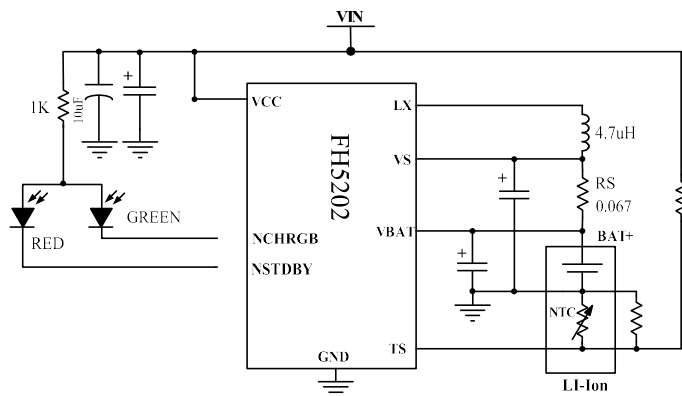 VIN
1K
10uF
+
VCC
FH5202
LX
4.7uH
VS
+
RS
0.067
RED
GREEN
NCHRGB
NSTDBY
VBAT
+
BAT+
NTC
TS
GND
LI-Ion